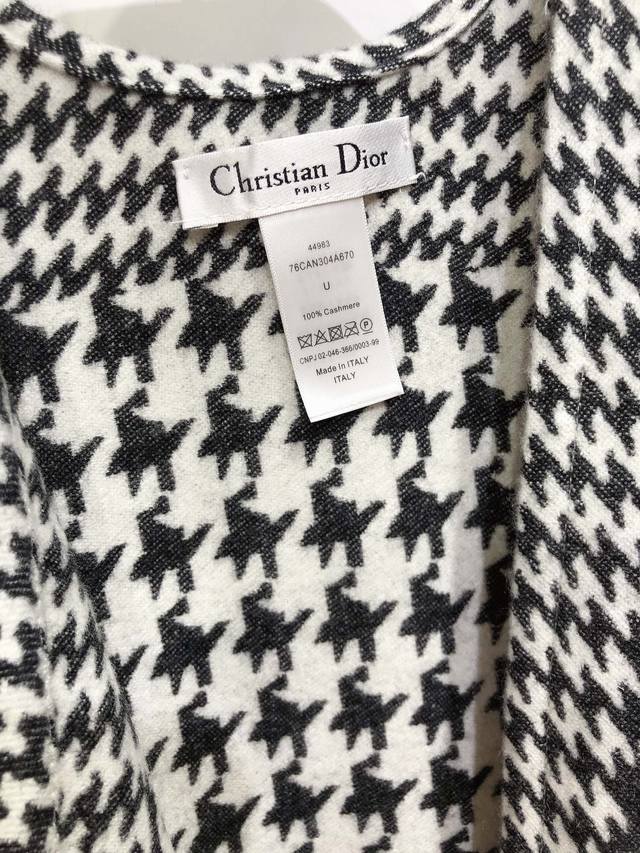 Christian Dior
PARIS
44983
76CAN304A670
U
100% Cashmere
CNPJ 02-046-366/0003-99
Made In ITALY
ITALY